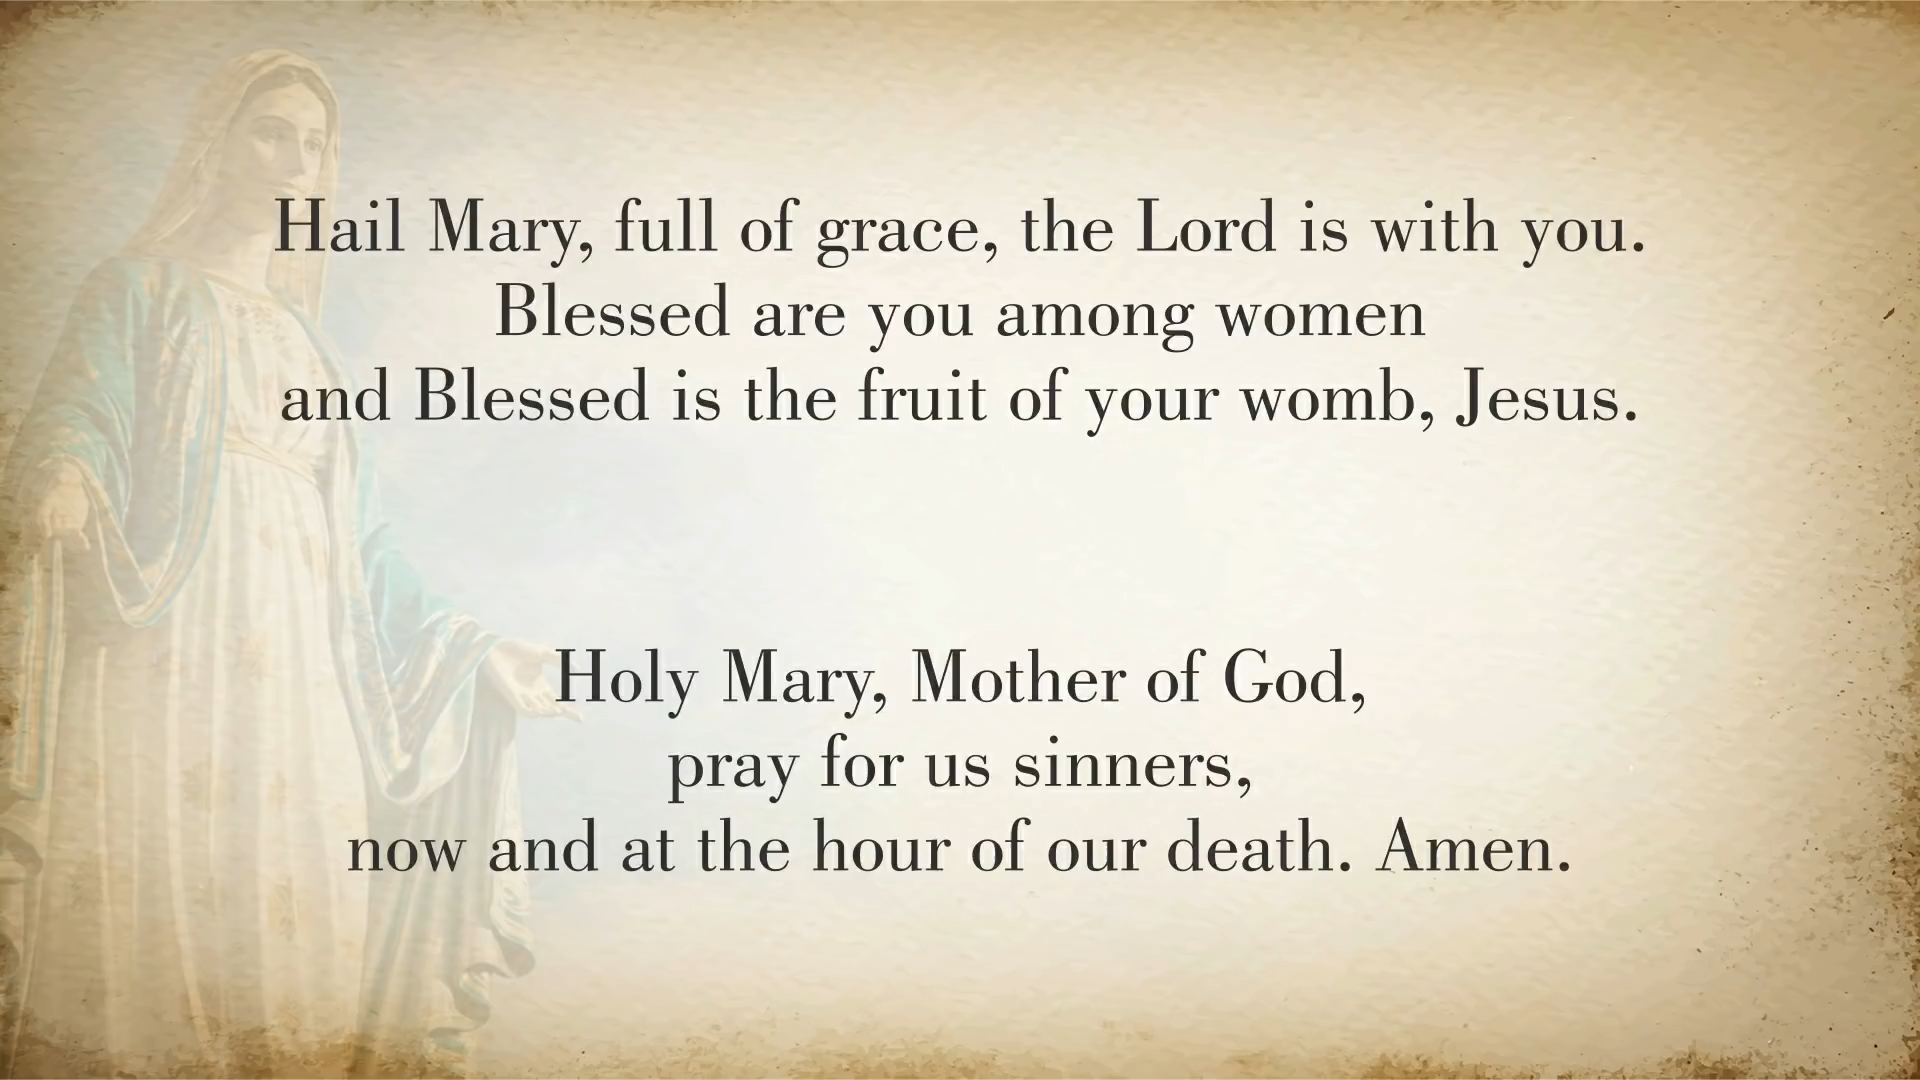 Hail Mary, full of grace, the Lord is with you.
Blessed are you among women
and Blessed is the fruit of your womb, Jesus.
Holy Mary, Mother of God,
pray for us sinners,
now and at the hour of our death. Amen.